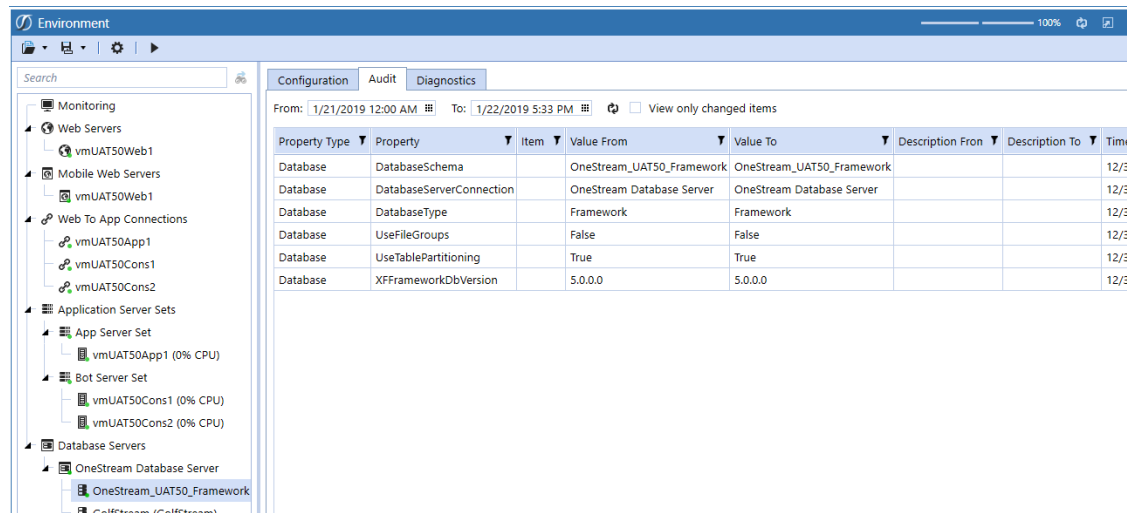 Environment
100%
Search
Monitoring
Web Servers
vmUAT50Web1
Mobile Web Servers
vmUAT50Web1
Web To App Connections
vmUAT50App1
vmUAT50Cons1
vmUAT50Cons2
Application Server Sets
App Server Set
vmUAT50App1 (0% CPU)
Bot Server Set
vmUAT50Cons1 (0% CPU)
vmUAT50Cons2 (0% CPU)
Database Servers
OneStream Database Server
OneStream_UAT50_Framework
GolfStream (GolfStream)
Configuration Audit Diagnostics
From: 1/21/2019 12:00 AM To: 1/22/2019 5:33 PM View only changed items
Property Type Property Item Value From Value To Description Fron Description To Time
Database DatabaseSchema OneStream_UAT50_Framework OneStream_UAT50_Framework 12/3
Database DatabaseServerConnection OneStream Database Server OneStream Database Server 12/3
Database DatabaseType Framework Framework 12/3
Database UseFileGroups False False 12/3
Database UseTablePartitioning True True 12/3
Database XFFrameworkDbVersion 5.0.0.0 5.0.0.0 12/3